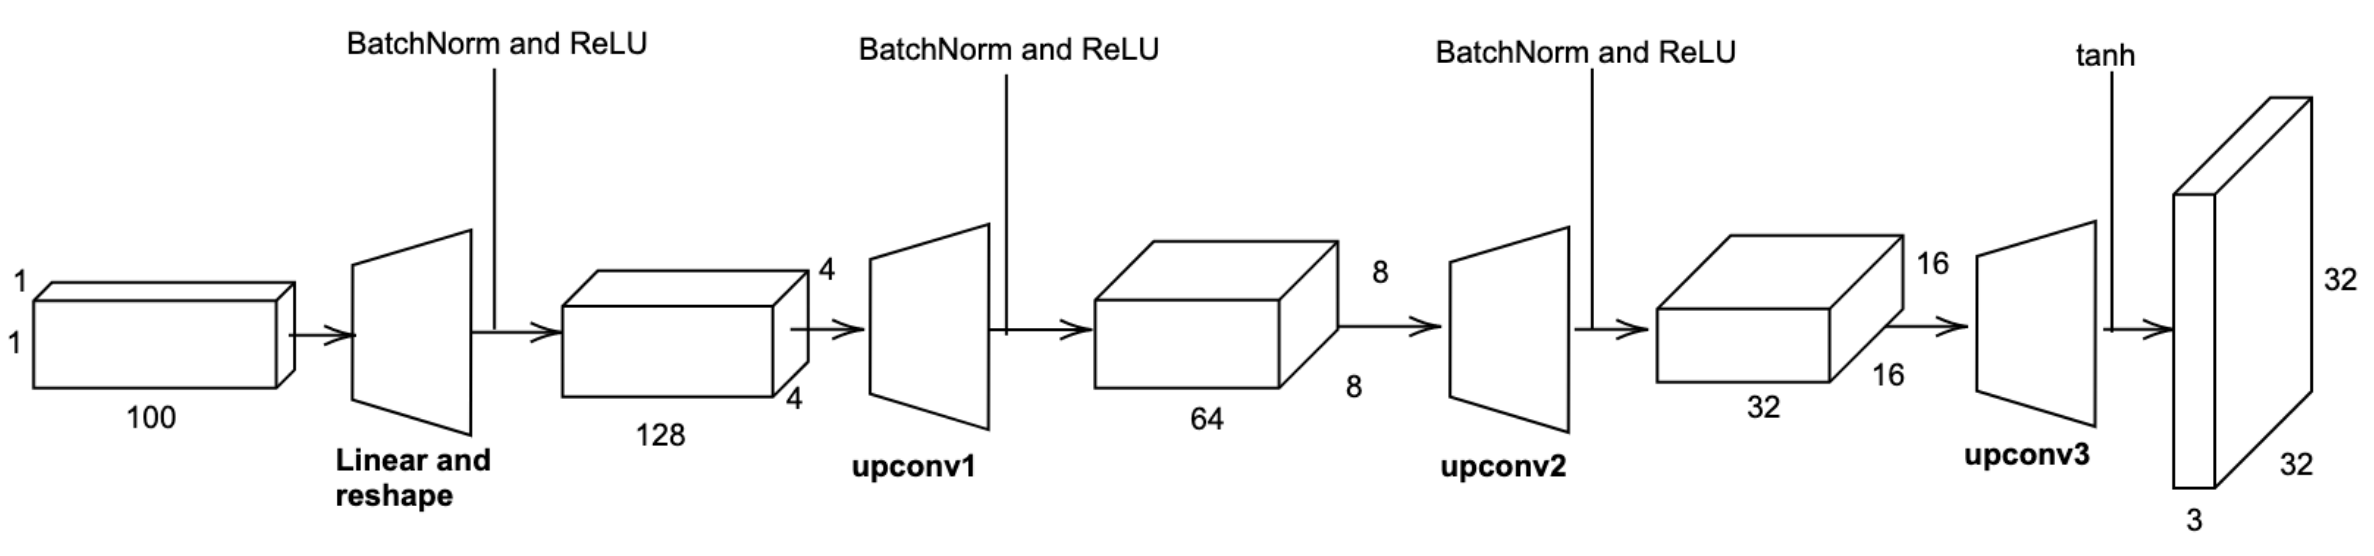 BatchNorm and ReLU
BatchNorm and ReLU
BatchNorm and ReLU
tanh
1
1
100
Linear and
reshape
4
4
128
upconv1
8
8
64
upconv2
16
16
32
upconv3
32
32
3